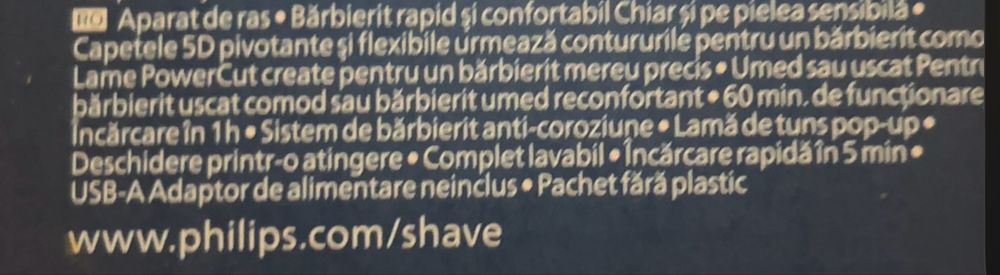 RO Aparat de ras • Bărbierit rapid și confortabil Chiar și pe pielea sensibilă •
Capetele 5D pivotante și flexibile urmează contururile pentru un bărbierit como
Lame PowerCut create pentru un bărbierit mereu precis • Umed sau uscat Pentru
bărbierit uscat comod sau bărbierit umed reconfortant • 60 min. de funcționare
Încărcare în 1h • Sistem de bărbierit anti-coroziune • Lamă de tuns pop-up •
Deschidere printr-o atingere • Complet lavabil • Încărcare rapidă în 5 min •
USB-A Adaptor de alimentare neinclus • Pachet fără plastic
www.philips.com/shave